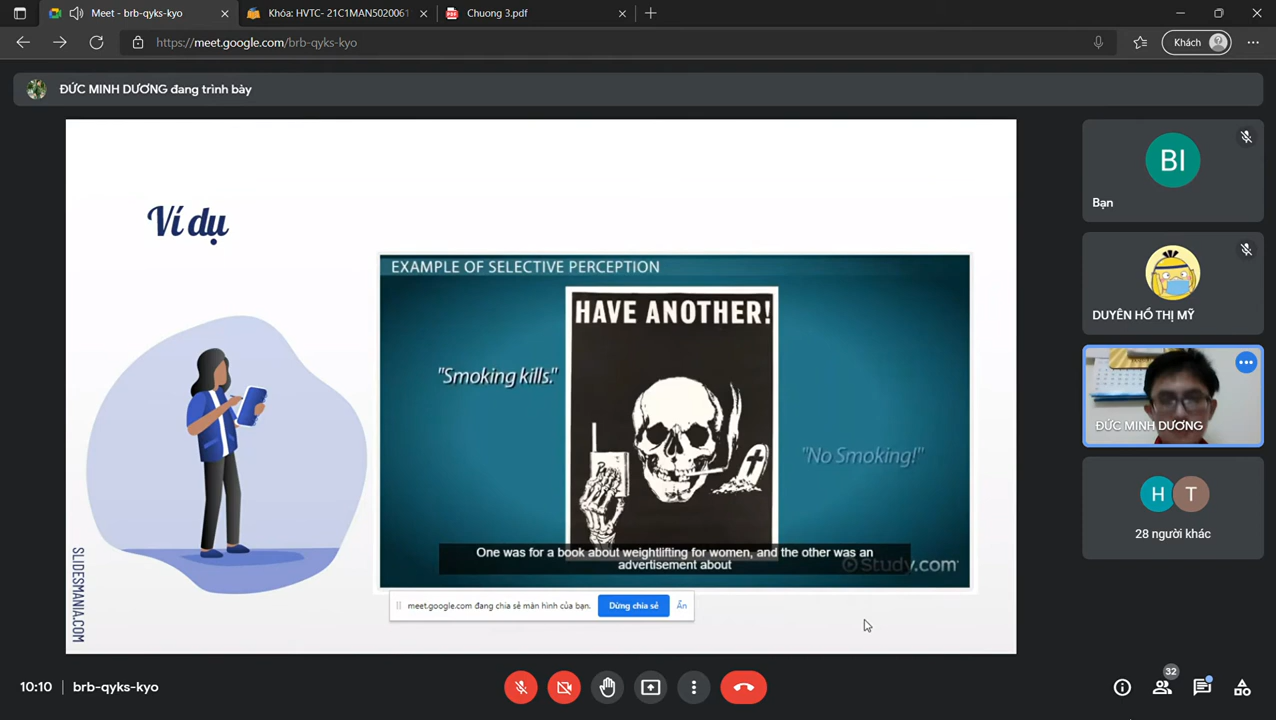 Meet - brb-qyks-kyo
Khóa: HVTC- 21C1MAN5020061
Chuong 3.pdf
https://meet.google.com/brb-qyks-kyo
Khách
ĐỨC MINH DƯƠNG đang trình bày
Ví dụ
EXAMPLE OF SELECTIVE PERCEPTION
HAVE ANOTHER!
"Smoking kills."
"No Smoking!"
One was for a book about weightlifting for women, and the other was an
advertisement about
Study.com
meet.google.com đang chia sẻ màn hình của bạn.
Dừng chia sẻ
Ẩn
SLIDESMANIA.COM
BI
Bạn
DUYÊN HỒ THỊ MỸ
ĐỨC MINH DƯƠNG
H
T
28 người khác
10:10
brb-qyks-kyo
32